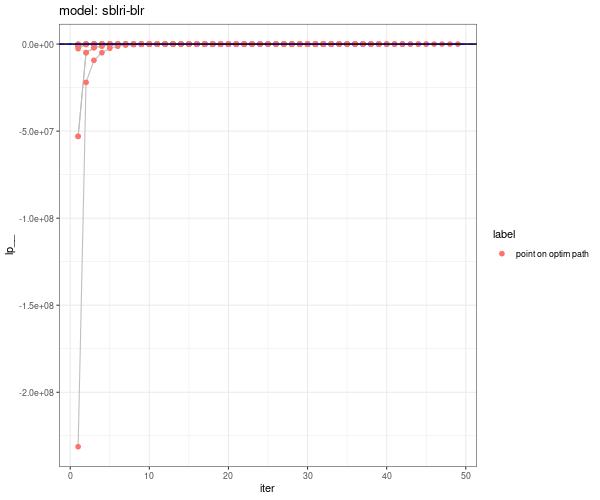 model: sblri-blr
0.0e+00
-5.0e+07
-1.0e+08
-1.5e+08
-2.0e+08
lp__
0
10
20
30
40
50
iter
label
point on optim path